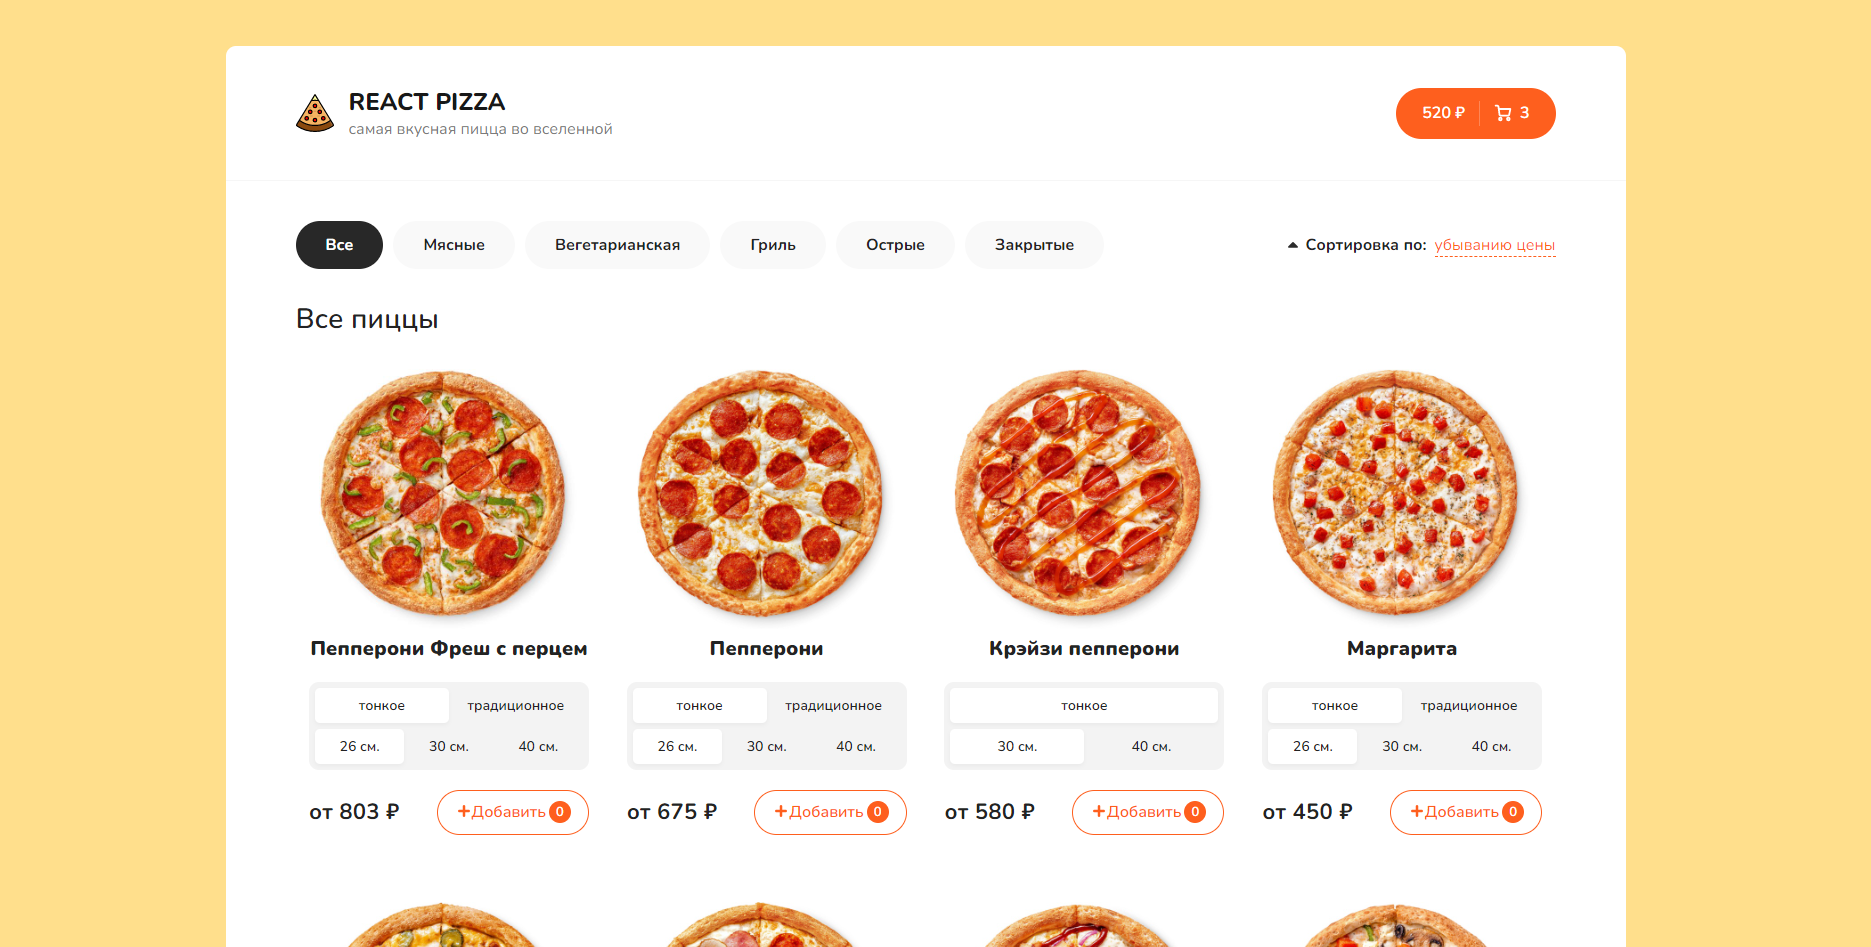 REACT PIZZA
самая вкусная пицца во вселенной
520 ₽ 3
Все Мясные Вегетарианская Гриль Острые Закрытые
Сортировка по: убыванию цены
Все пиццы
Пепперони Фреш с перцем
тонкое традиционное
26 см. 30 см. 40 см.
от 803 ₽ +Добавить 0
Пепперони
тонкое традиционное
26 см. 30 см. 40 см.
от 675 ₽ +Добавить 0
Крэйзи пепперони
тонкое
30 см. 40 см.
от 580 ₽ +Добавить 0
Маргарита
тонкое традиционное
26 см. 30 см. 40 см.
от 450 ₽ +Добавить 0